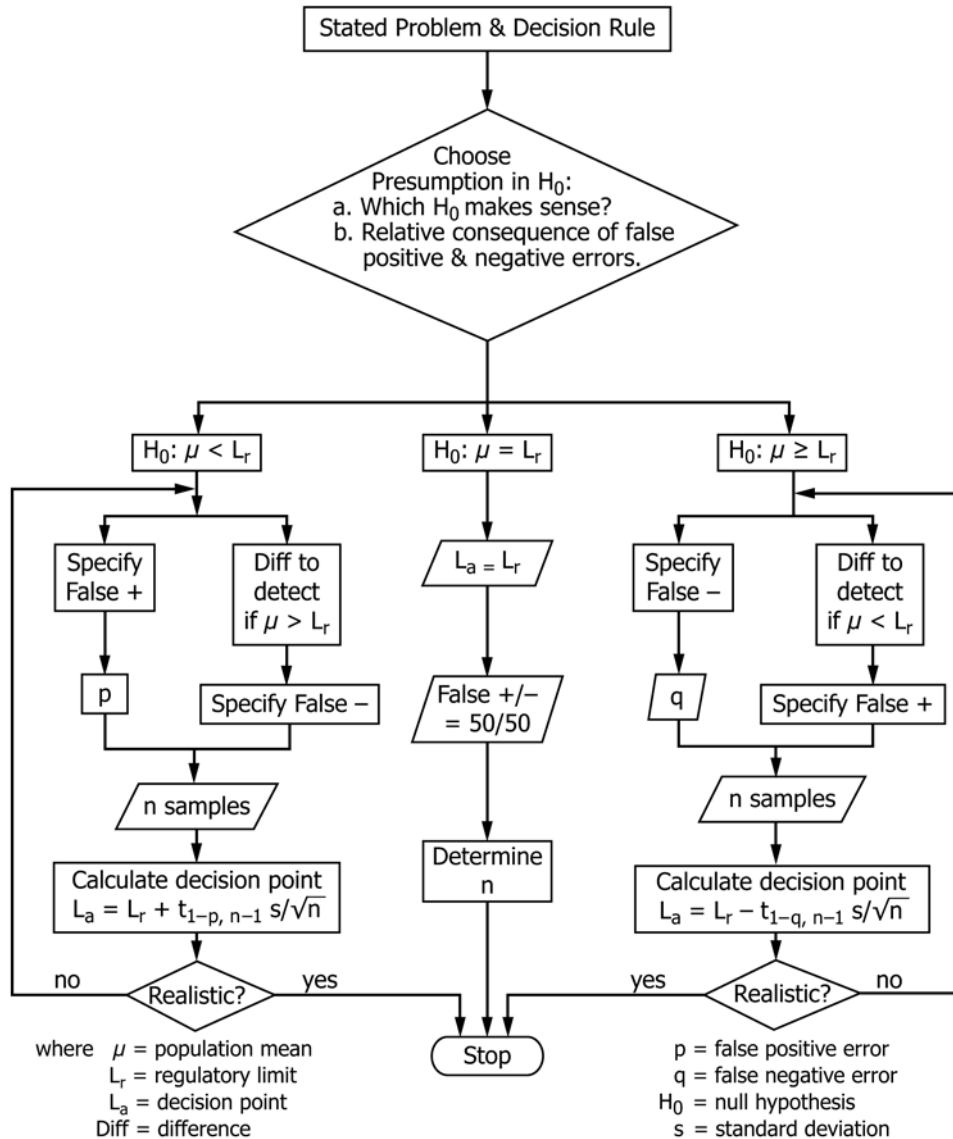 Stated Problem & Decision Rule
Choose
Presumption in H₀:
a. Which H₀ makes sense?
b. Relative consequence of false
positive & negative errors.
H₀: μ < Lᵣ
H₀: μ = Lᵣ
H₀: μ ≥ Lᵣ
Specify
False +
Diff to
detect
if μ > Lᵣ
p
Specify False –
n samples
Calculate decision point
Lₐ = Lᵣ + t₁₋ₚ, ₙ₋₁ s/√n
Realistic?
no
yes
Lₐ = Lᵣ
False +/–
= 50/50
Determine
n
Stop
Specify
False –
Diff to
detect
if μ < Lᵣ
q
Specify False +
n samples
Calculate decision point
Lₐ = Lᵣ – t_{1–q, n–1} s/√n
Realistic?
yes
no
where μ = population mean
Lᵣ = regulatory limit
Lₐ = decision point
Diff = difference
p = false positive error
q = false negative error
H₀ = null hypothesis
s = standard deviation